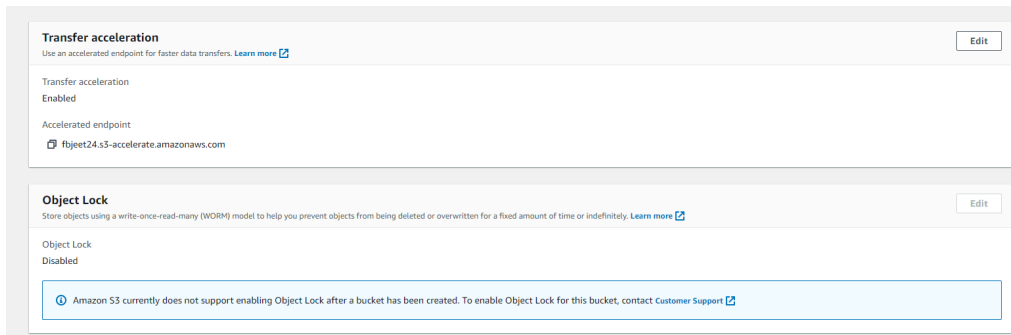 Transfer acceleration
Edit
Use an accelerated endpoint for faster data transfers. Learn more
Transfer acceleration
Enabled
Accelerated endpoint
fbjeet24.s3-accelerate.amazonaws.com
Object Lock
Edit
Store objects using a write-once-read-many (WORM) model to help you prevent objects from being deleted or overwritten for a fixed amount of time or indefinitely. Learn more
Object Lock
Disabled
Amazon S3 currently does not support enabling Object Lock after a bucket has been created. To enable Object Lock for this bucket, contact Customer Support